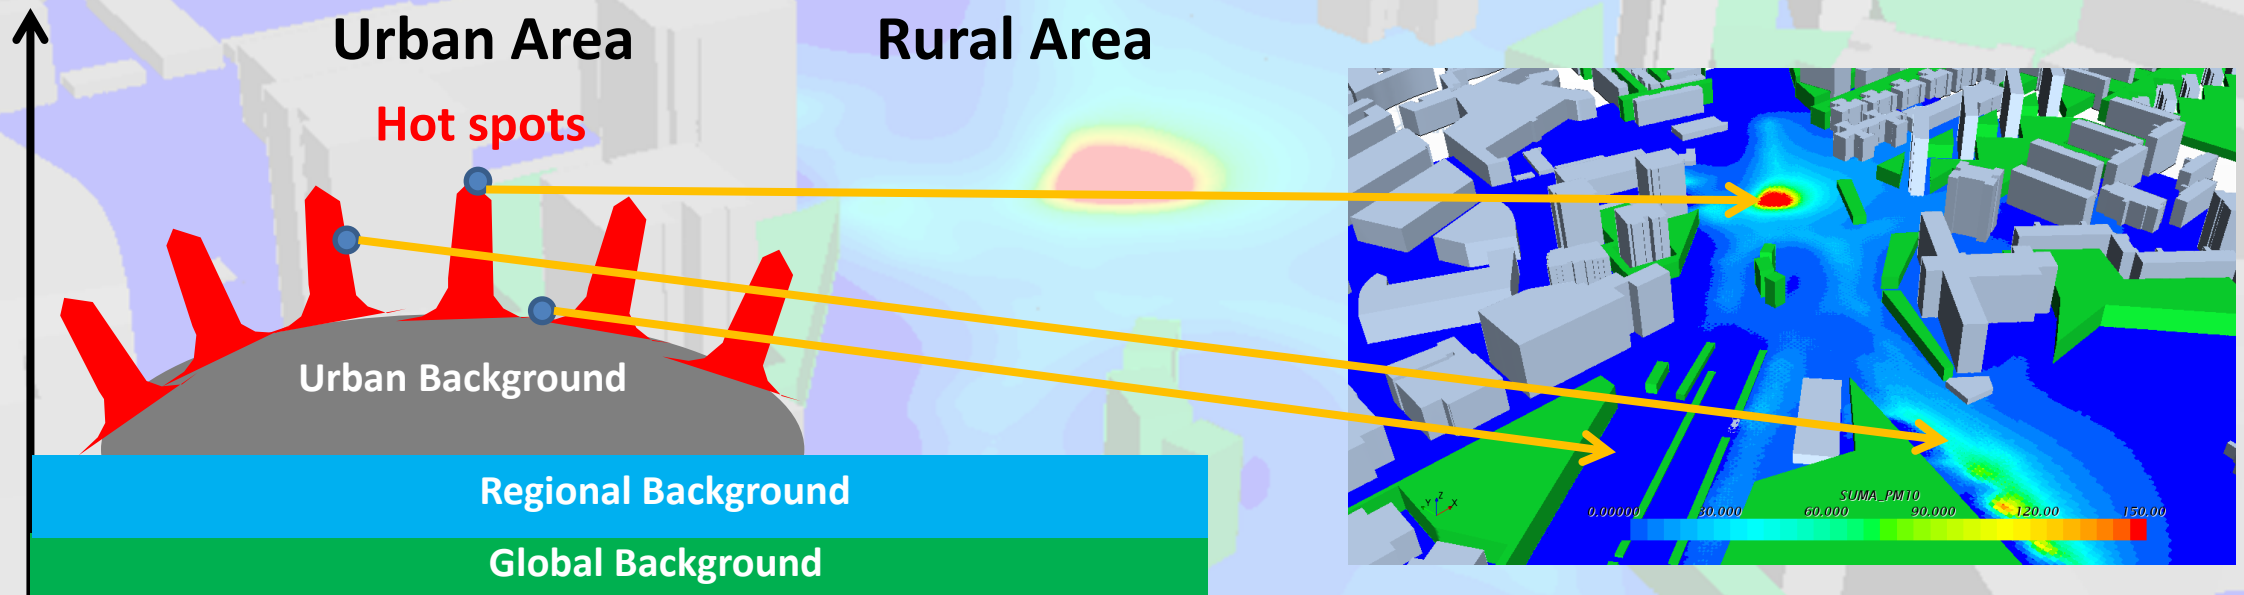 Urban Area
Rural Area
Hot spots
Urban Background
Regional Background
Global Background
Z
Y
X
SUMA_PM10
0.00000 30.000 60.000 90.000 120.00 150.00